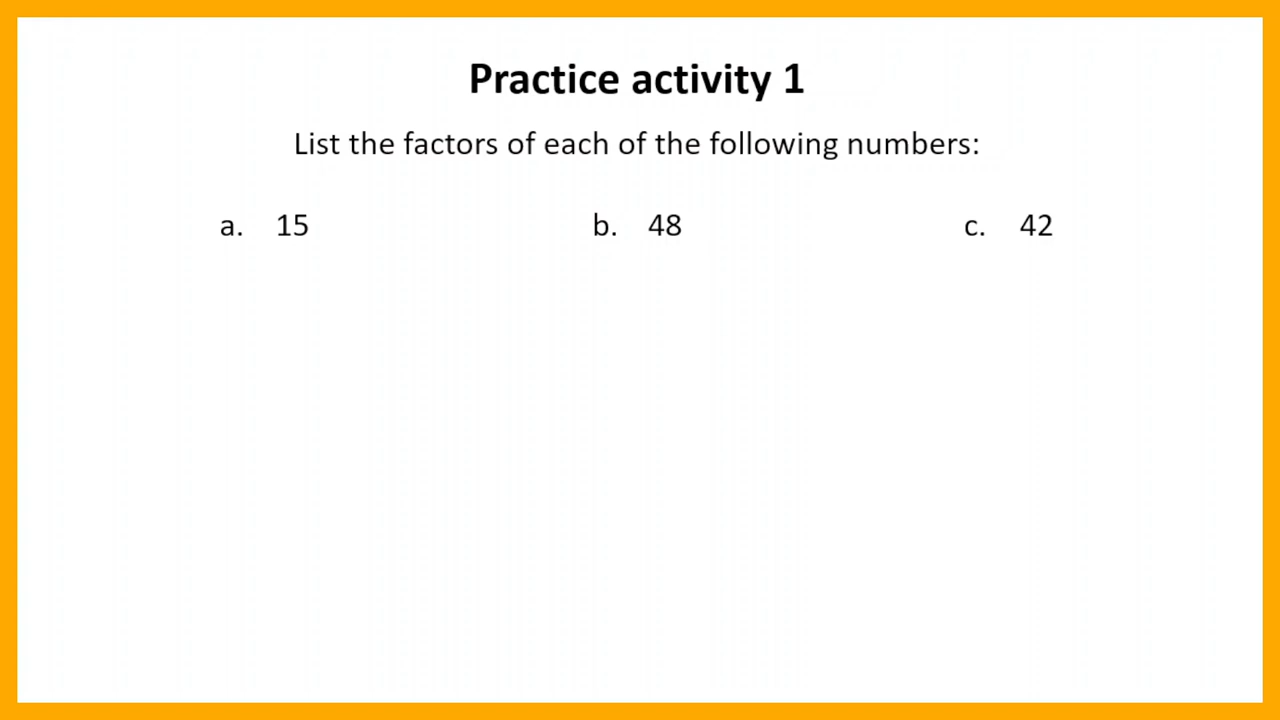 Practice activity 1
List the factors of each of the following numbers:
a. 15 b. 48 c. 42